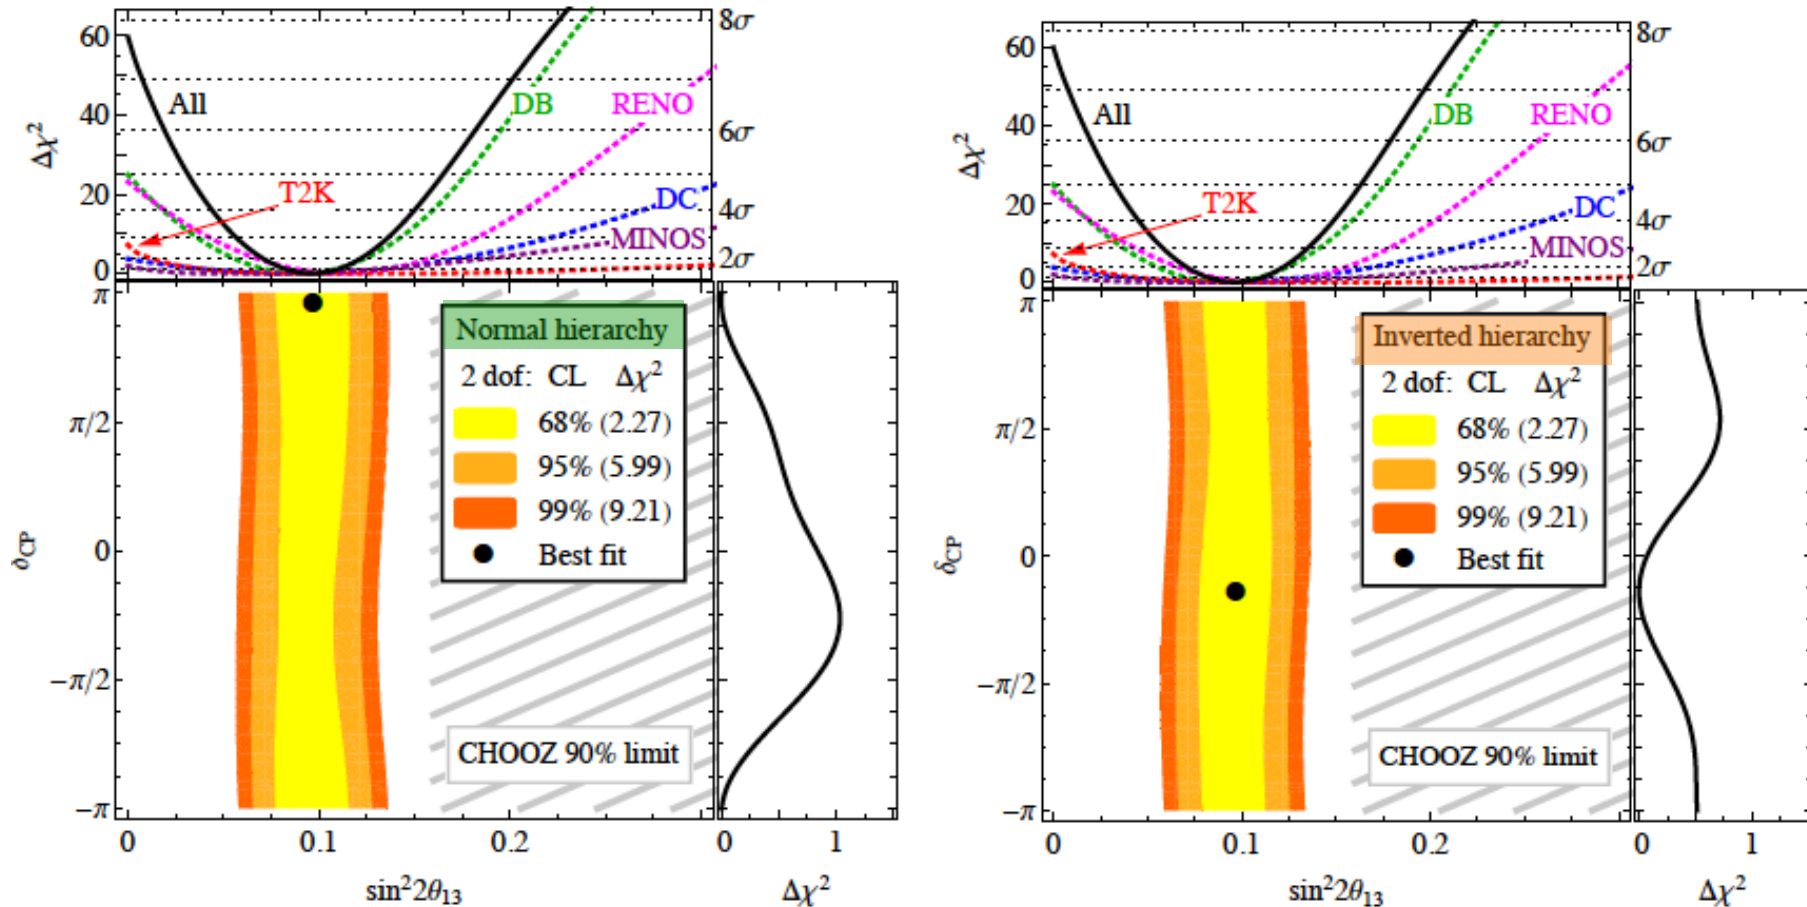 60
40
20
0
Δχ²
All
DB
RENO
T2K
DC
MINOS
8σ
6σ
4σ
2σ
π
π/2
0
−π/2
−π
δCP
Normal hierarchy
2 dof: CL Δχ²
68% (2.27)
95% (5.99)
99% (9.21)
Best fit
CHOOZ 90% limit
0 0.1 0.2
sin²2θ₁₃
0 1
Δχ²
60
40
20
0
Δχ²
All
DB
RENO
T2K
DC
MINOS
8σ
6σ
4σ
2σ
π
π/2
0
−π/2
−π
δCP
Inverted hierarchy
2 dof: CL Δχ²
68% (2.27)
95% (5.99)
99% (9.21)
Best fit
CHOOZ 90% limit
0 0.1 0.2
sin²2θ₁₃
0 1
Δχ²